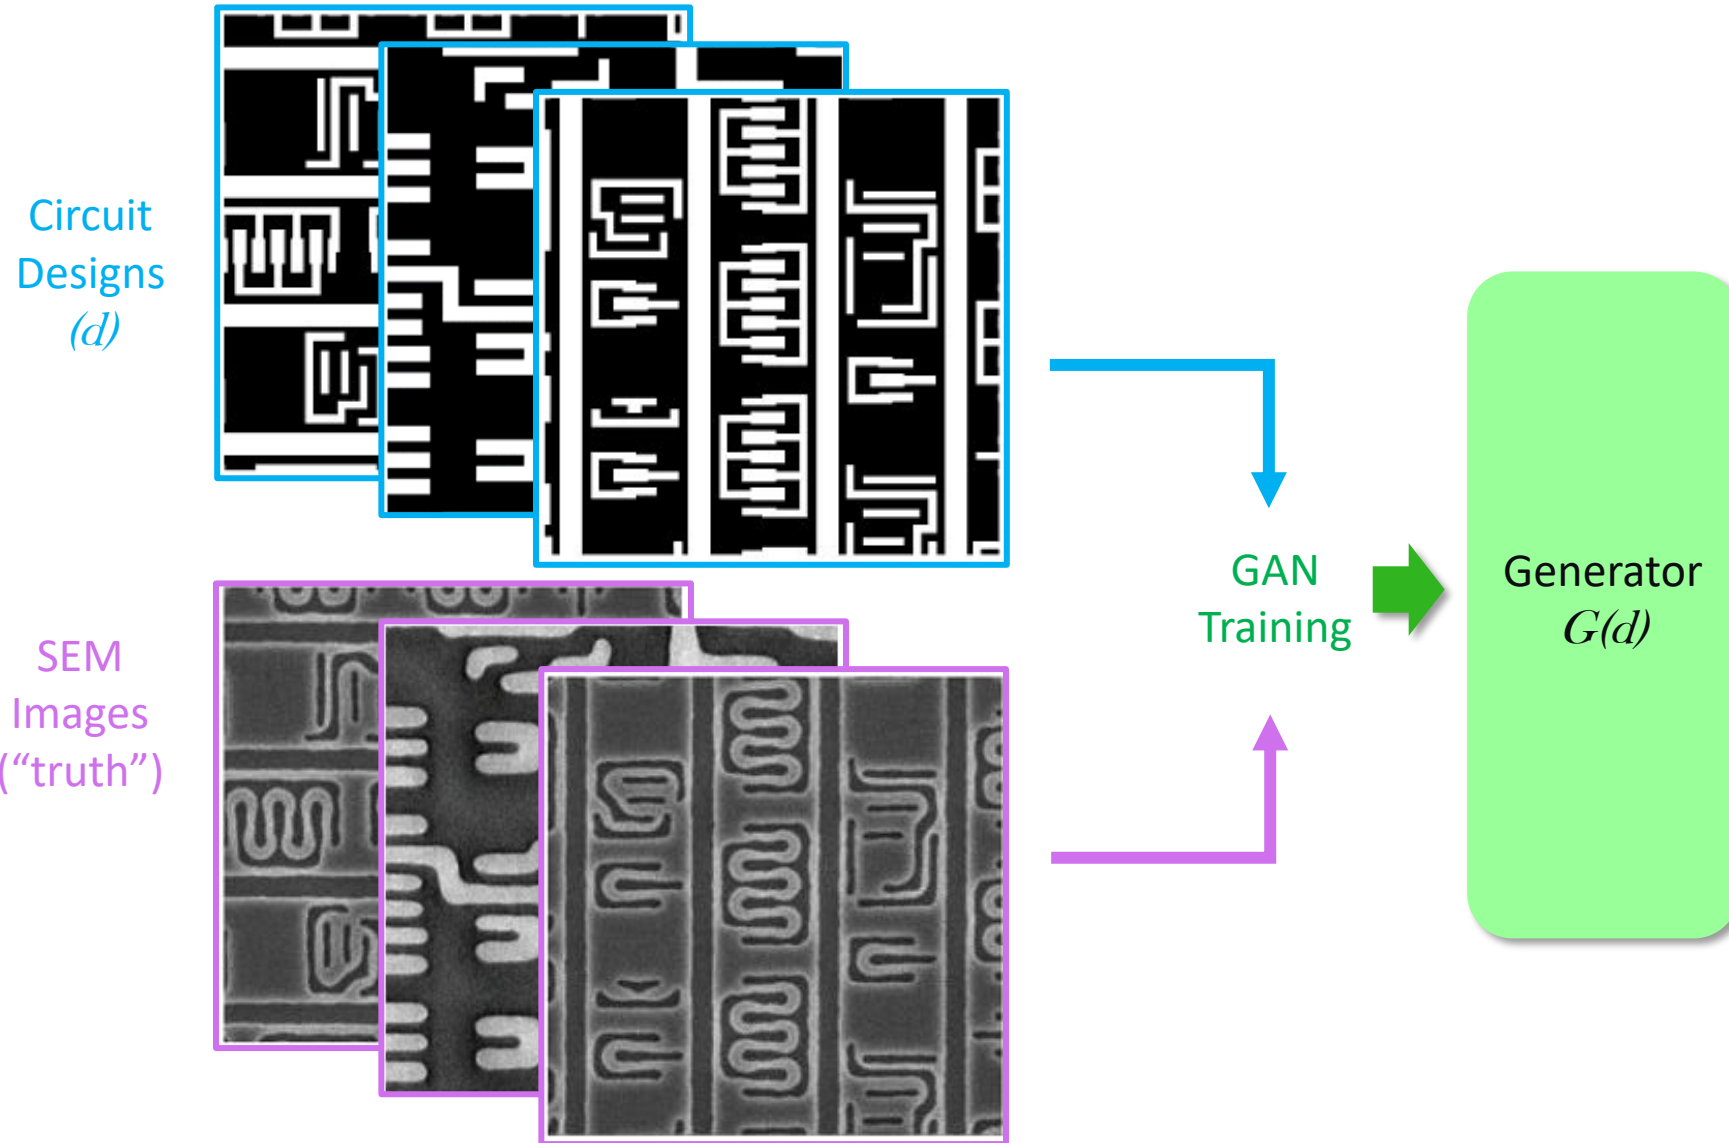 Circuit
Designs
(d)
SEM
Images
(“truth”)
GAN
Training
Generator
G(d)